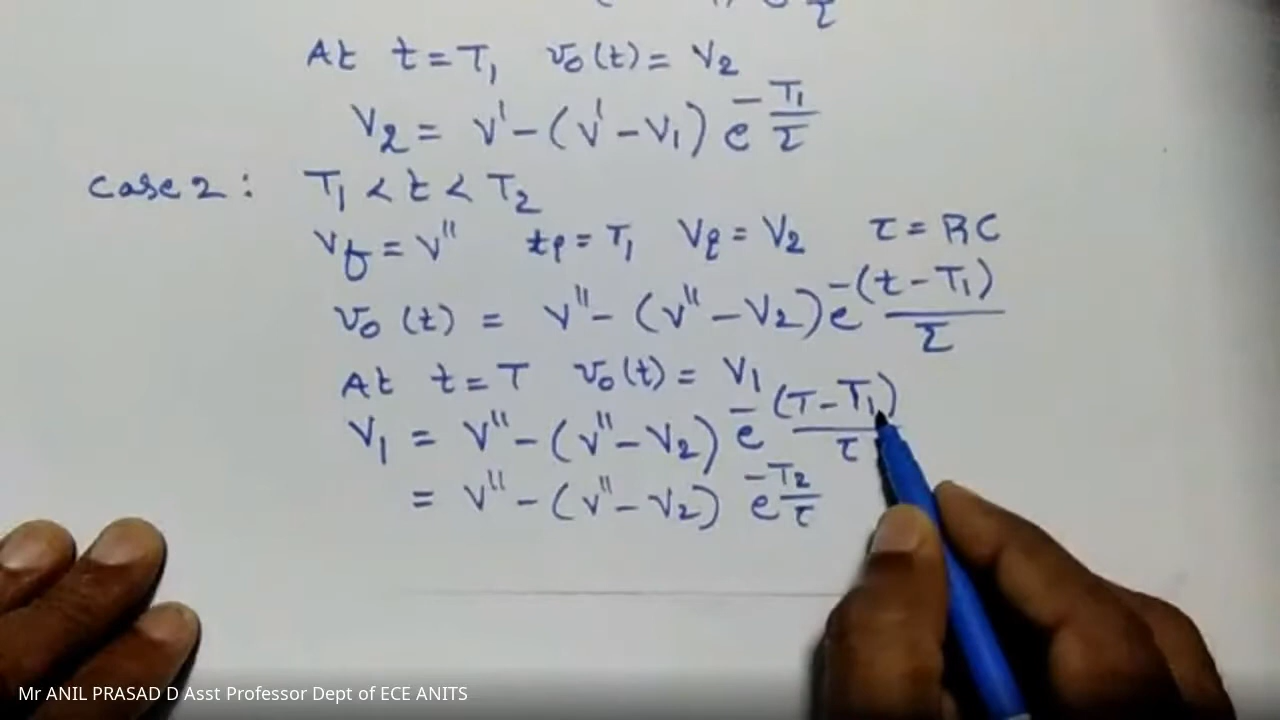 τ
At t = T₁ v₀(t) = V₂
V₂ = V' - (V' - V₁) e^-T₁/τ
Case 2: T₁ < t < T₂
Vf = V'' tᵢ = T₁ Vᵢ = V₂ τ = RC
v₀(t) = V'' - (V'' - V₂) e^-(t - T₁)/τ
At t = T v₀(t) = V₁
V₁ = V'' - (V'' - V₂) e^-(T - T₁)/τ
= V'' - (V'' - V₂) e^-T₂/τ
Mr ANIL PRASAD D Asst Professor Dept of ECE ANITS